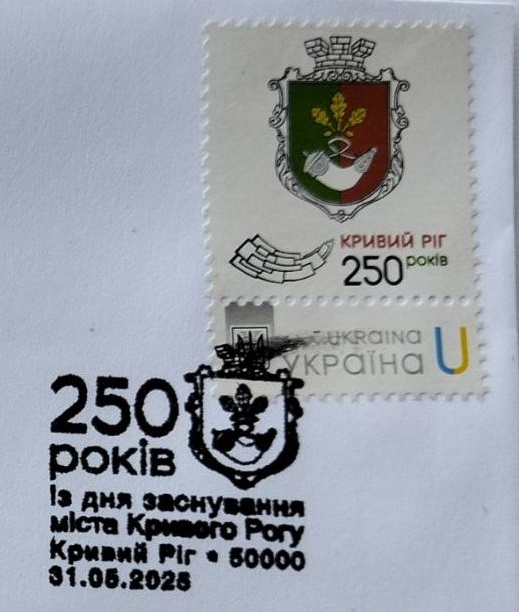 КРИВИЙ РІГ
250 років
UKRAINA
УКРАЇНА U
250
років
із дня заснування
міста Кривого Рогу
Кривий Ріг • 50000
31.05.2025